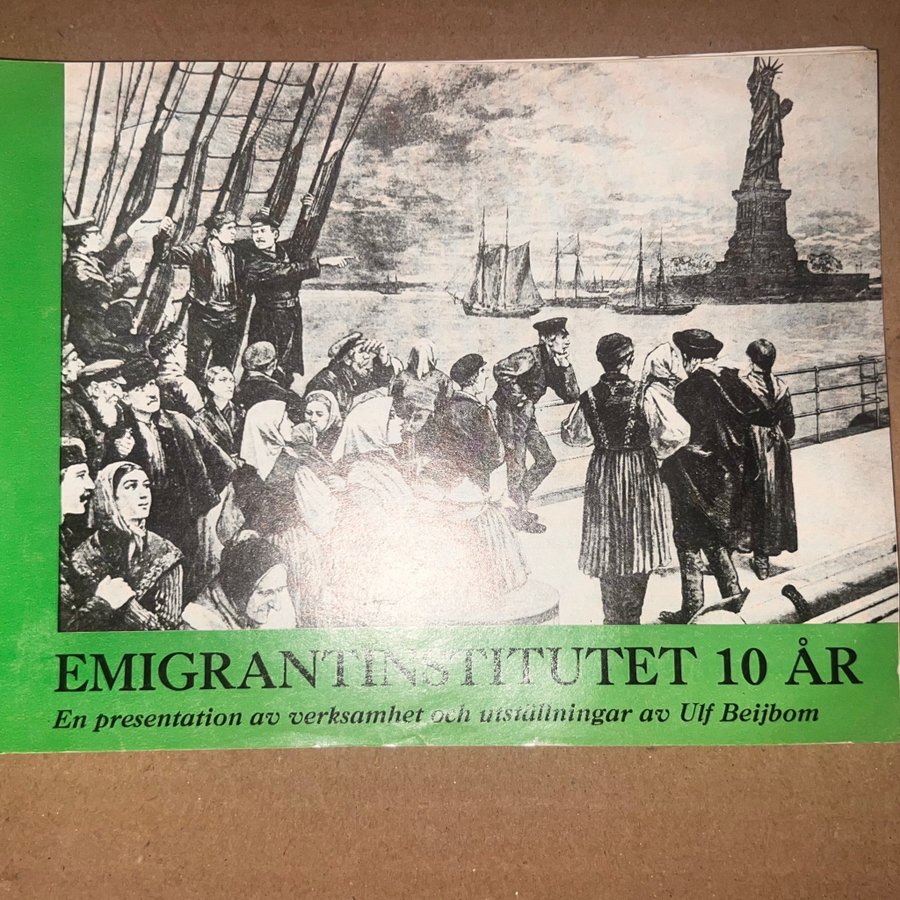 EMIGRANTINSTITUTET 10 ÅR
En presentation av verksamhet och utställningar av Ulf Beijbom